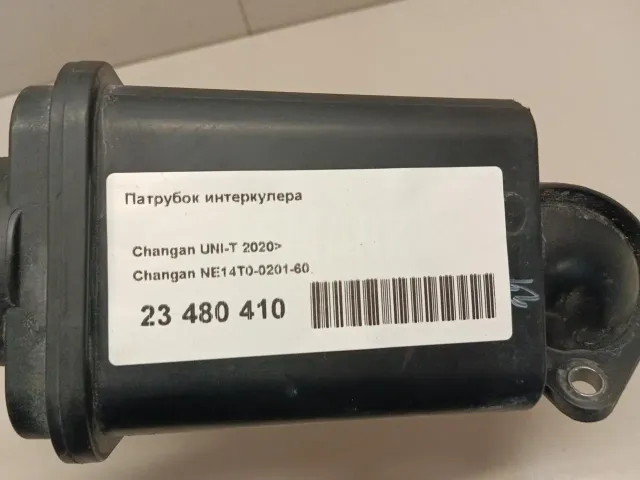 Патрубок интеркулера
Changan UNI-T 2020>
Changan NE14T0-0201-60
23 480 410